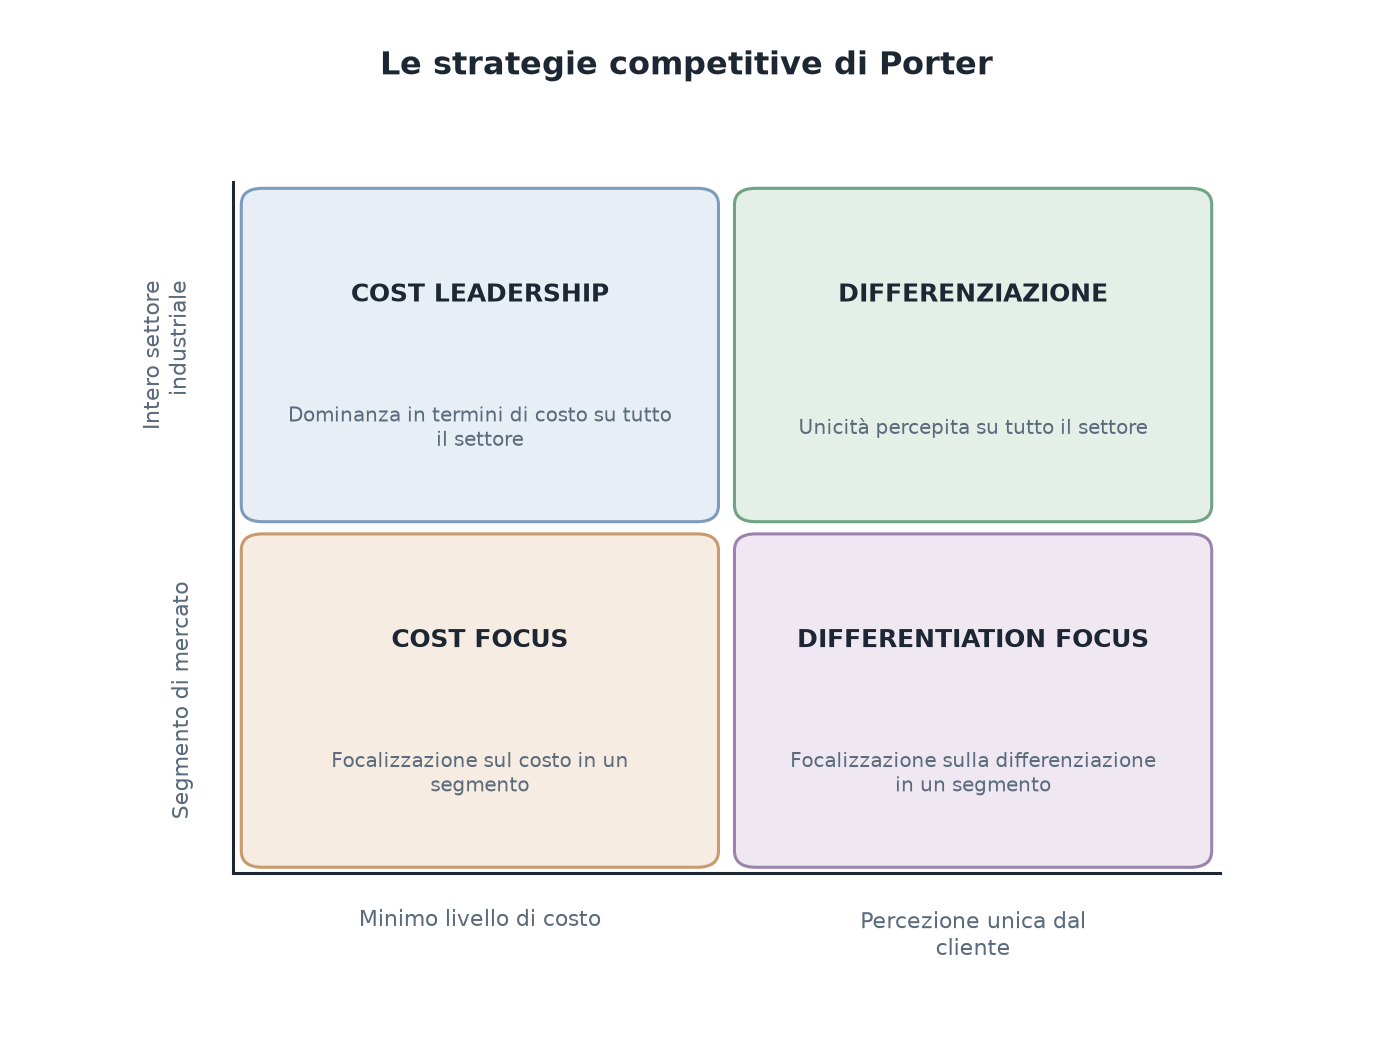 Le strategie competitive di Porter
Intero settore
industriale
COST LEADERSHIP
Dominanza in termini di costo su tutto
il settore
DIFFERENZIAZIONE
Unicità percepita su tutto il settore
Segmento di mercato
COST FOCUS
Focalizzazione sul costo in un
segmento
DIFFERENTIATION FOCUS
Focalizzazione sulla differenziazione
in un segmento
Minimo livello di costo
Percezione unica dal
cliente